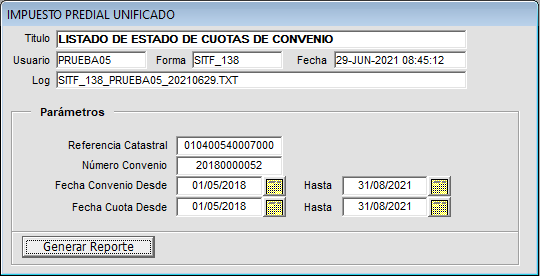 IMPUESTO PREDIAL UNIFICADO
Titulo LISTADO DE ESTADO DE CUOTAS DE CONVENIO
Usuario PRUEBA05 Forma SITF_138 Fecha 29-JUN-2021 08:45:12
Log SITF_138_PRUEBA05_20210629.TXT
Parámetros
Referencia Catastral 010400540007000
Número Convenio 20180000052
Fecha Convenio Desde 01/05/2018 Hasta 31/08/2021
Fecha Cuota Desde 01/05/2018 Hasta 31/08/2021
Generar Reporte